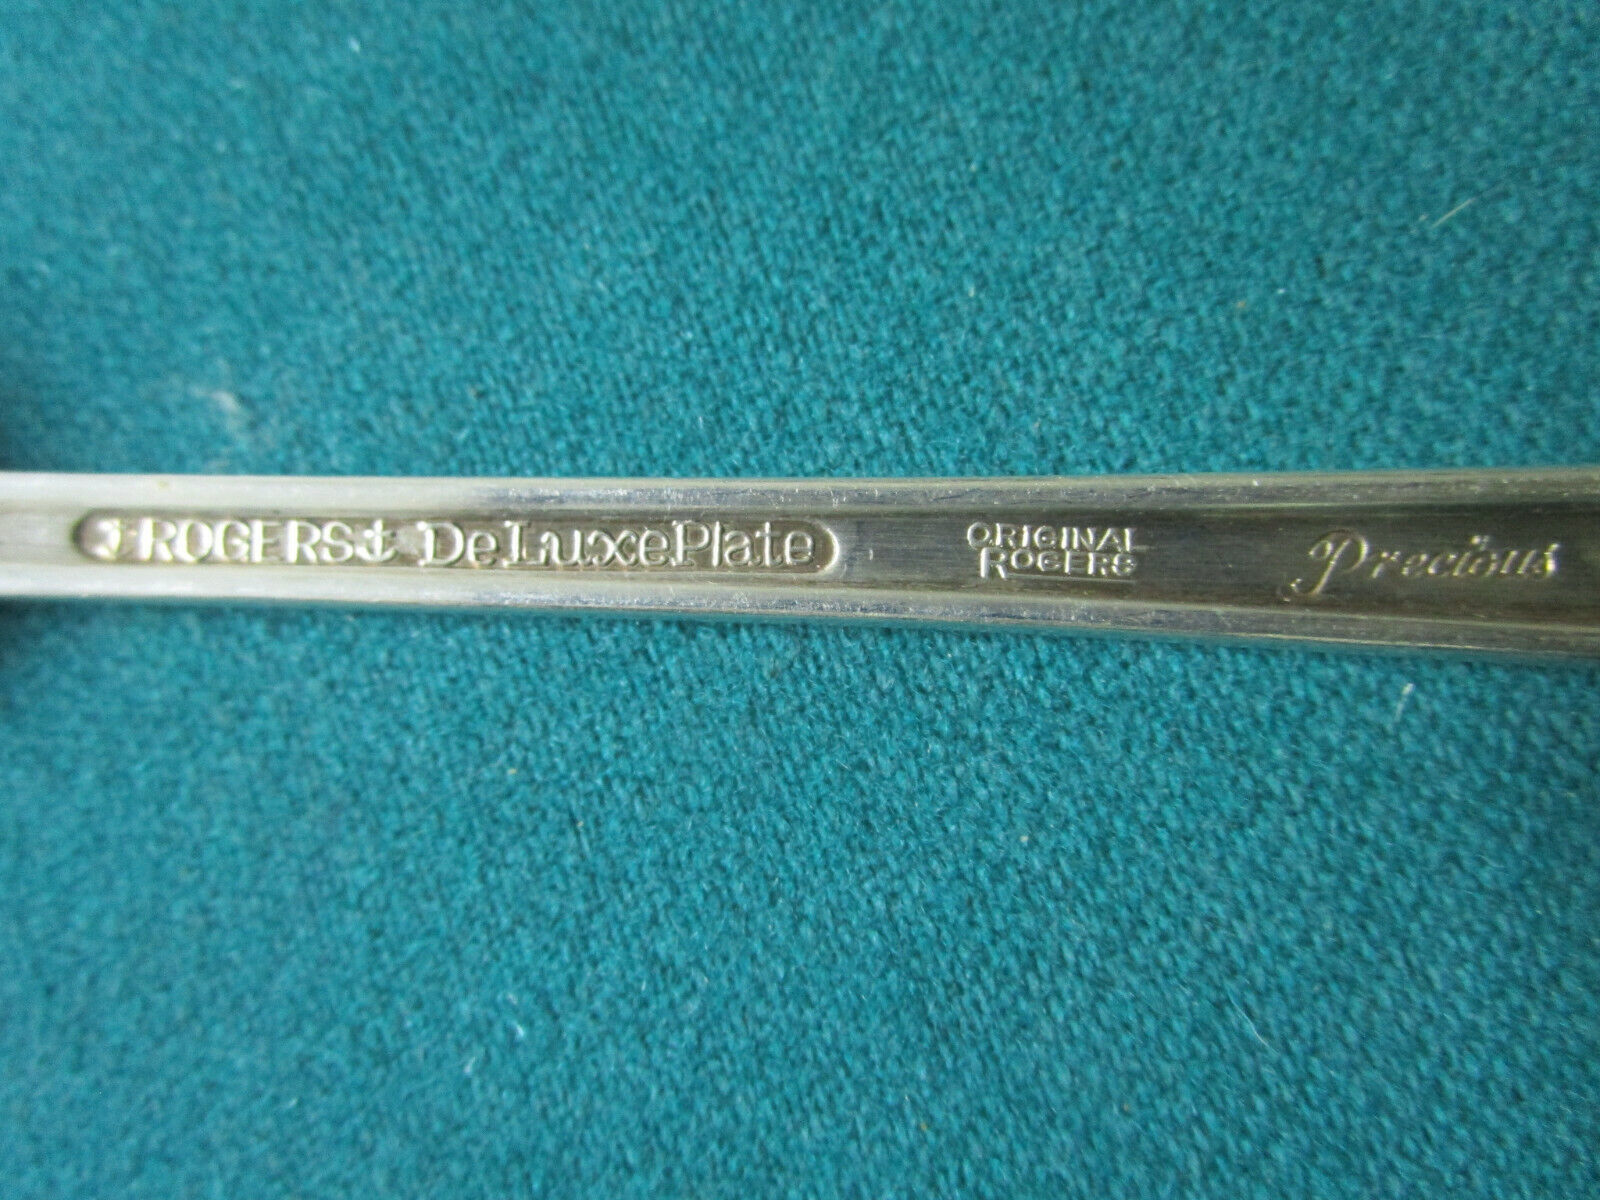 ⚓ROGERS⚓ DeLuxePlate
ORIGINAL
ROGERS
Precious